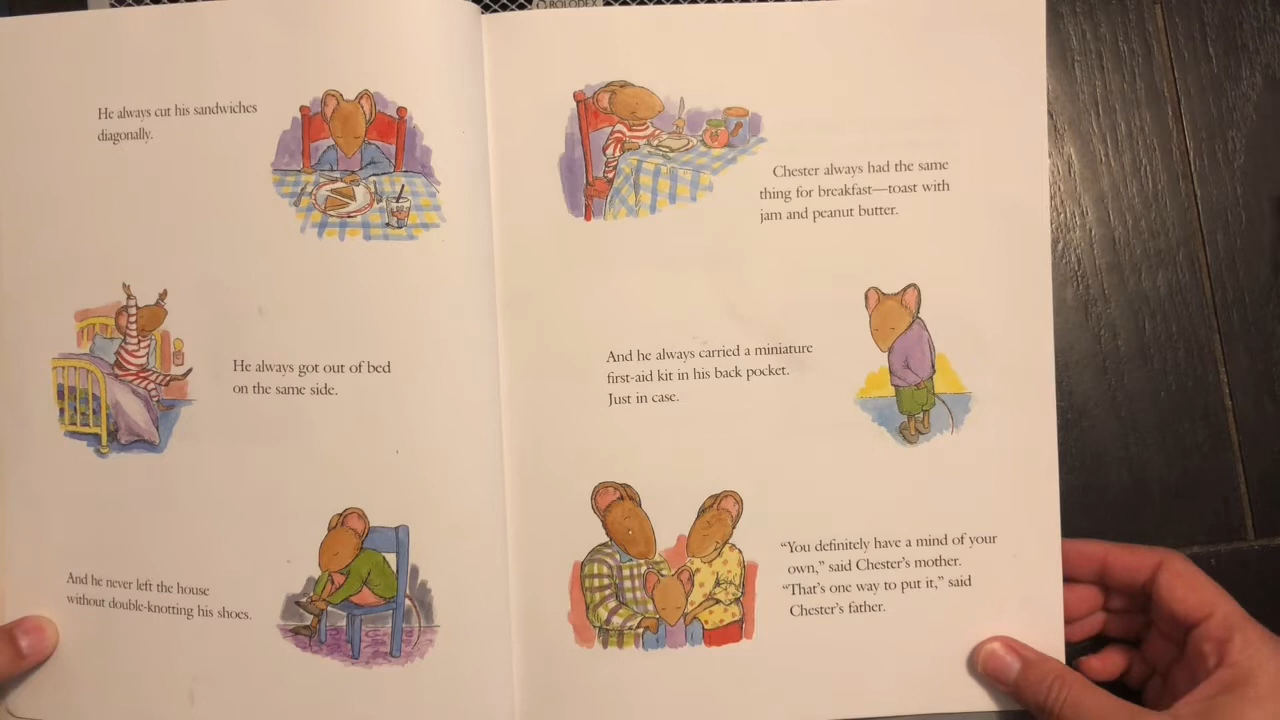 ROLODEX
He always cut his sandwiches
diagonally.
He always got out of bed
on the same side.
And he never left the house
without double-knotting his shoes.
Chester always had the same
thing for breakfast—toast with
jam and peanut butter.
And he always carried a miniature
first-aid kit in his back pocket.
Just in case.
“You definitely have a mind of your
own,” said Chester’s mother.
“That’s one way to put it,” said
Chester’s father.